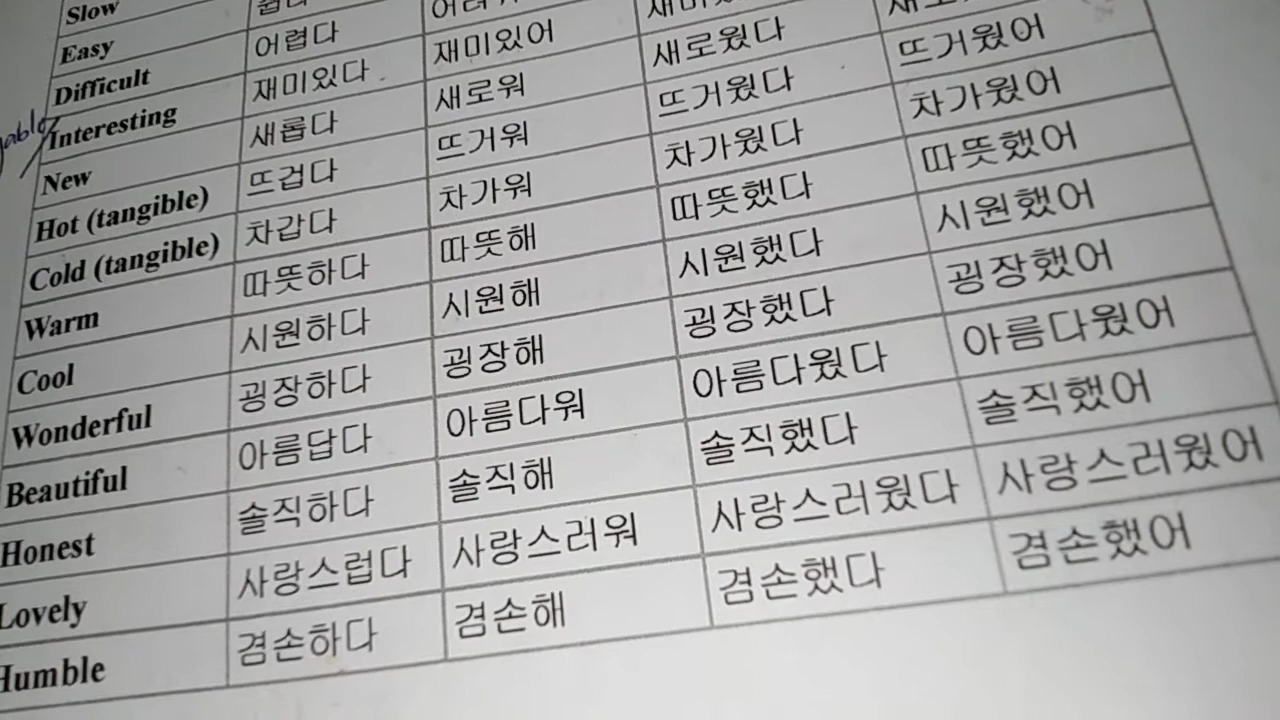 Slow
Easy
Difficult 어렵다
Interesting 재미있다 재미있어
New 새롭다 새로워 새로웠다
Hot (tangible) 뜨겁다 뜨거워 뜨거웠다 뜨거웠어
Cold (tangible) 차갑다 차가워 차가웠다 차가웠어
Warm 따뜻하다 따뜻해 따뜻했다 따뜻했어
Cool 시원하다 시원해 시원했다 시원했어
Wonderful 굉장하다 굉장해 굉장했다 굉장했어
Beautiful 아름답다 아름다워 아름다웠다 아름다웠어
Honest 솔직하다 솔직해 솔직했다 솔직했어
Lovely 사랑스럽다 사랑스러워 사랑스러웠다 사랑스러웠어
Humble 겸손하다 겸손해 겸손했다 겸손했어